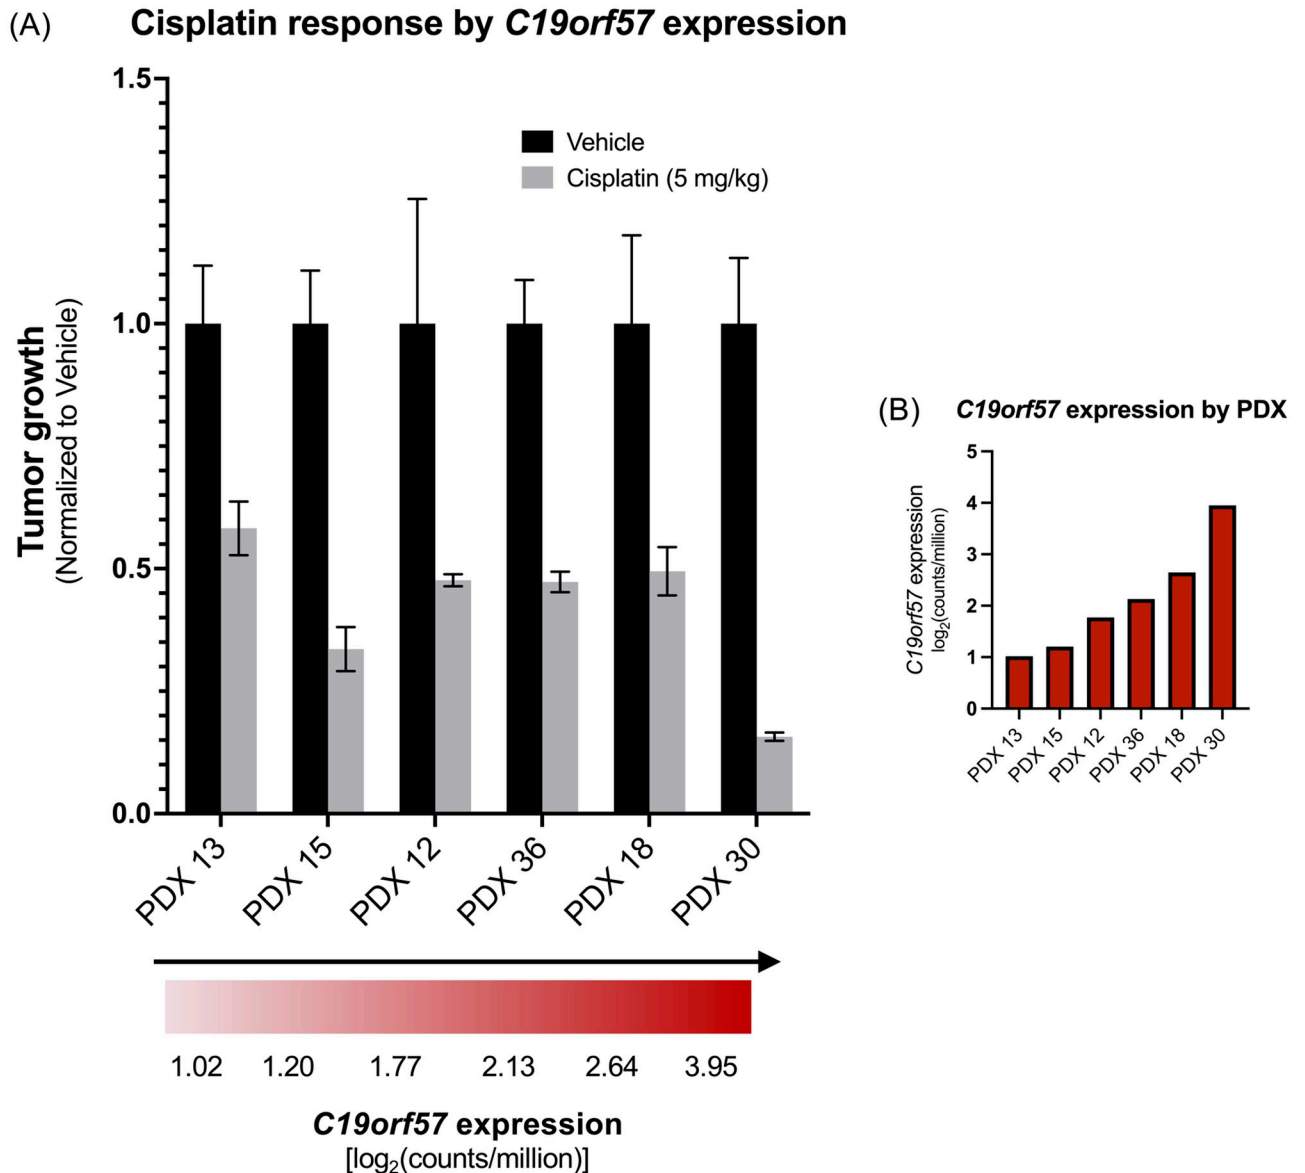 (A) Cisplatin response by C19orf57 expression
Vehicle
Cisplatin (5 mg/kg)
Tumor growth
(Normalized to Vehicle)
1.5
1.0
0.5
0.0
PDX 13 PDX 15 PDX 12 PDX 36 PDX 18 PDX 30
1.02 1.20 1.77 2.13 2.64 3.95
C19orf57 expression
[log2(counts/million)]
(B) C19orf57 expression by PDX
C19orf57 expression
log2(counts/million)
5
4
3
2
1
0
PDX 13 PDX 15 PDX 12 PDX 36 PDX 18 PDX 30